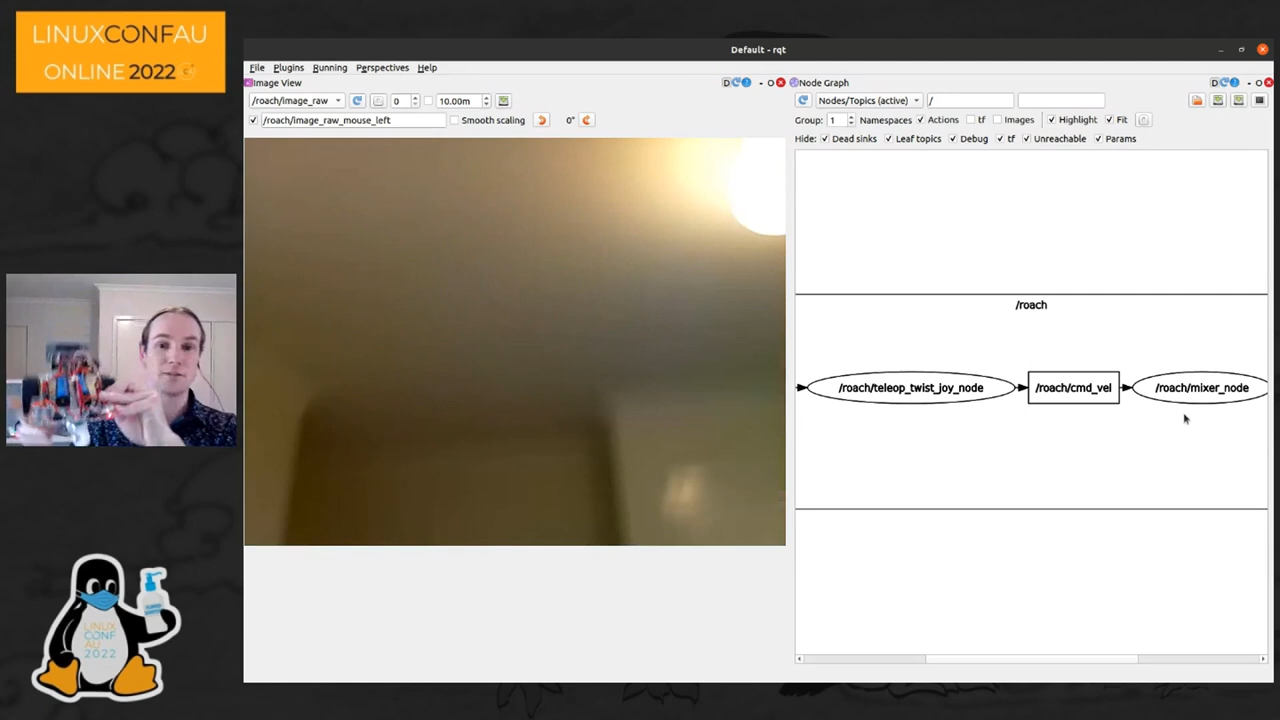 LINUXCONFAU
ONLINE 2022
Default - rqt
File Plugins Running Perspectives Help
Image View
D
- O
/roach/image_raw
0
10.00m
/roach/image_raw_mouse_left
Smooth scaling
0°
Node Graph
D
- O
Nodes/Topics (active)
/
Group: 1 Namespaces Actions tf Images Highlight Fit
Hide: Dead sinks Leaf topics Debug tf Unreachable Params
/roach
/roach/teleop_twist_joy_node
/roach/cmd_vel
/roach/mixer_node
LINUX
CONF
AU
2022